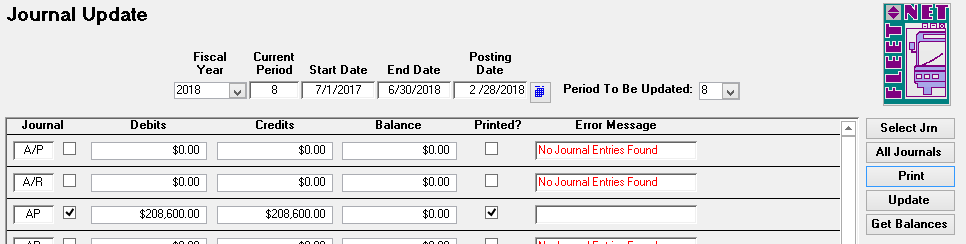 Journal Update
FLEET NET
Fiscal Year
Current Period
Start Date
End Date
Posting Date
2018
8
7/1/2017
6/30/2018
2 /28/2018
Period To Be Updated: 8
Journal Debits Credits Balance Printed? Error Message
A/P $0.00 $0.00 $0.00 No Journal Entries Found
A/R $0.00 $0.00 $0.00 No Journal Entries Found
AP $208,600.00 $208,600.00 $0.00
Select Jrn
All Journals
Print
Update
Get Balances